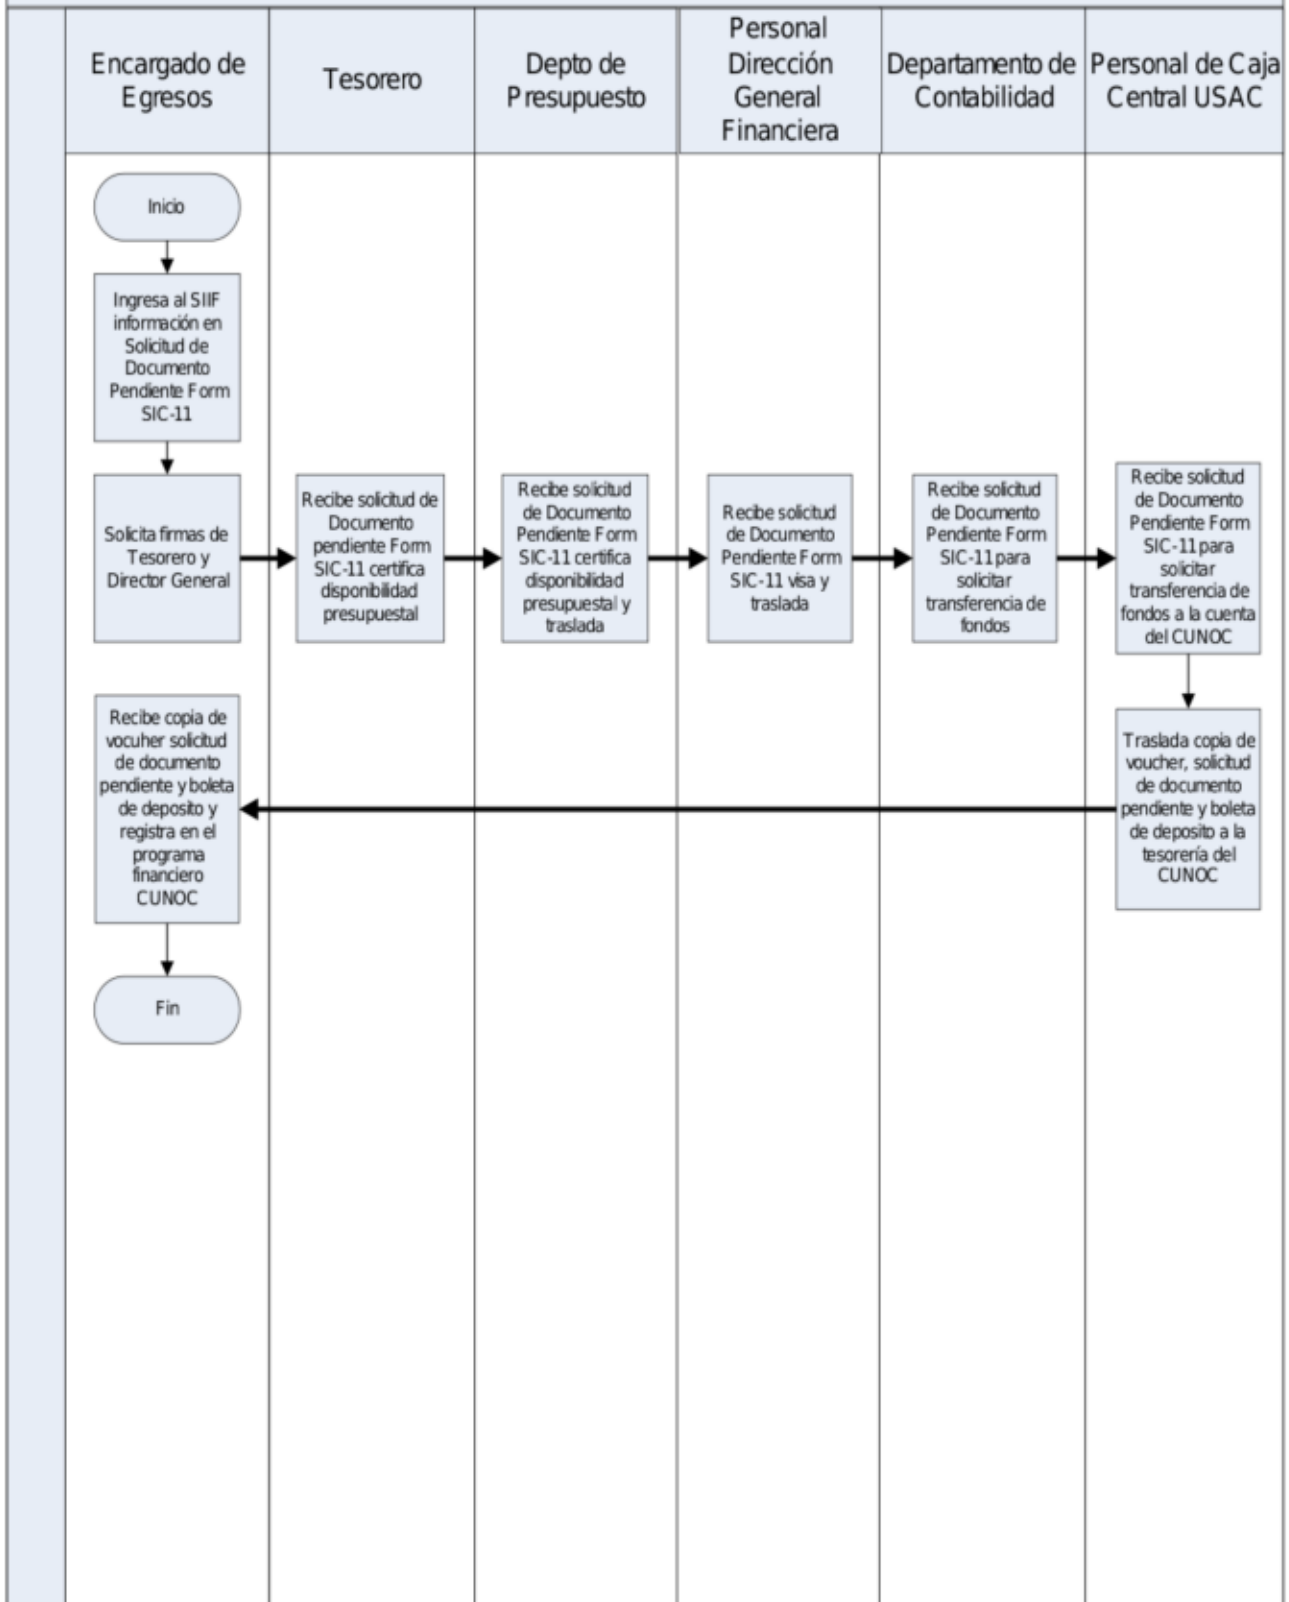 Encargado de
Egresos
Tesorero
Depto de
Presupuesto
Personal
Dirección
General
Financiera
Departamento de
Contabilidad
Personal de Caja
Central USAC
Inicio
Ingresa al SIIF
información en
Solicitud de
Documento
Pendiente Form
SIC-11
Solicita firmas de
Tesorero y
Director General
Recibe solicitud de
Documento
pendiente Form
SIC-11 certifica
disponibilidad
presupuestal
Recibe solicitud
de Documento
Pendiente Form
SIC-11 certifica
disponibilidad
presupuestal y
traslada
Recibe solicitud
de Documento
Pendiente Form
SIC-11 visa y
traslada
Recibe solicitud
de Documento
Pendiente Form
SIC-11 para
solicitar
transferencia de
fondos
Recibe solicitud
de Documento
Pendiente Form
SIC-11 para
solicitar
transferencia de
fondos a la cuenta
del CUNOC
Traslada copia de
voucher, solicitud
de documento
pendiente y boleta
de deposito a la
tesorería del
CUNOC
Recibe copia de
vocuher solicitud
de documento
pendiente y boleta
de deposito y
registra en el
programa
financiero
CUNOC
Fin